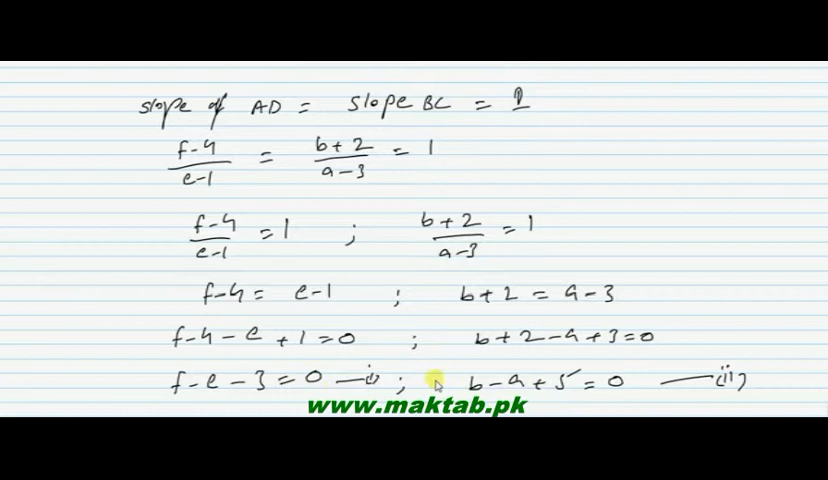 slope of AD = slope BC = 1
f-4/e-1 = b+2/a-3 = 1
f-4/e-1 = 1 ; b+2/a-3 = 1
f-4 = e-1 ; b+2 = a-3
f-4-e+1=0 ; b+2-a+3=0
f-e-3=0 —(i) ; b-a+5=0 —(ii)
www.maktab.pk